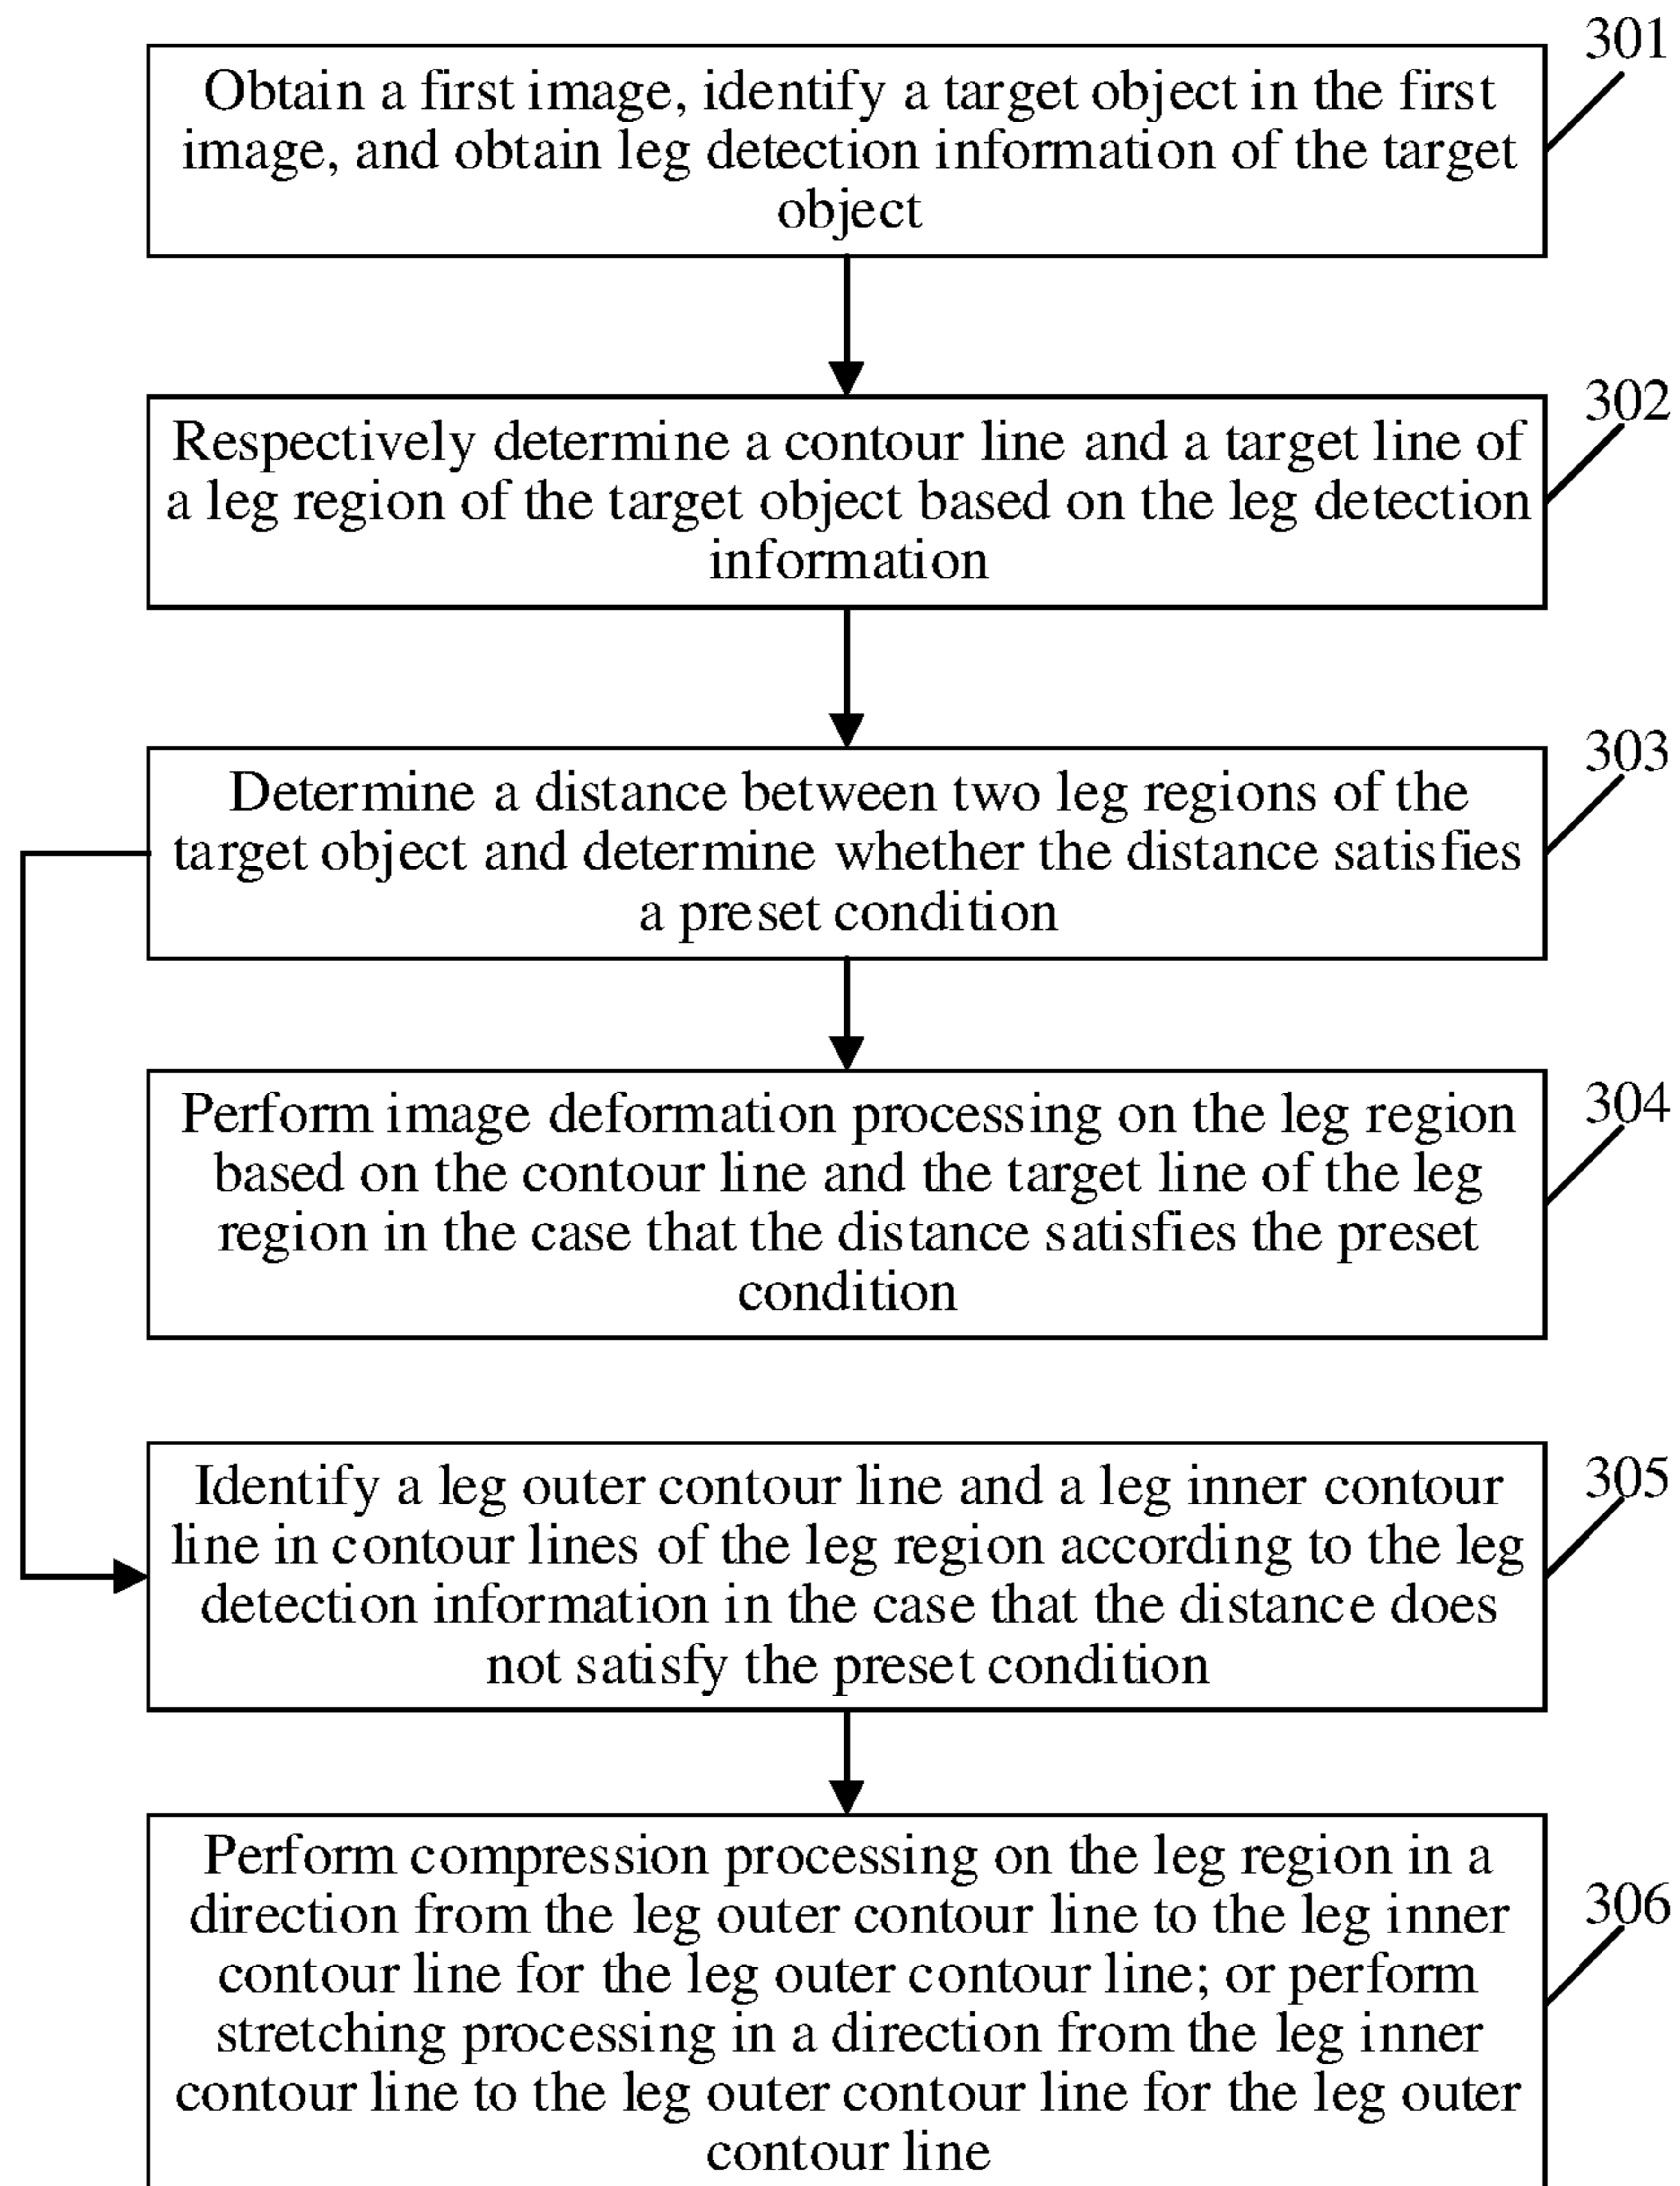 301
Obtain a first image, identify a target object in the first
image, and obtain leg detection information of the target
object
302
Respectively determine a contour line and a target line of
a leg region of the target object based on the leg detection
information
303
Determine a distance between two leg regions of the
target object and determine whether the distance satisfies
a preset condition
304
Perform image deformation processing on the leg region
based on the contour line and the target line of the leg
region in the case that the distance satisfies the preset
condition
305
Identify a leg outer contour line and a leg inner contour
line in contour lines of the leg region according to the leg
detection information in the case that the distance does
not satisfy the preset condition
306
Perform compression processing on the leg region in a
direction from the leg outer contour line to the leg inner
contour line for the leg outer contour line; or perform
stretching processing in a direction from the leg inner
contour line to the leg outer contour line for the leg outer
contour line